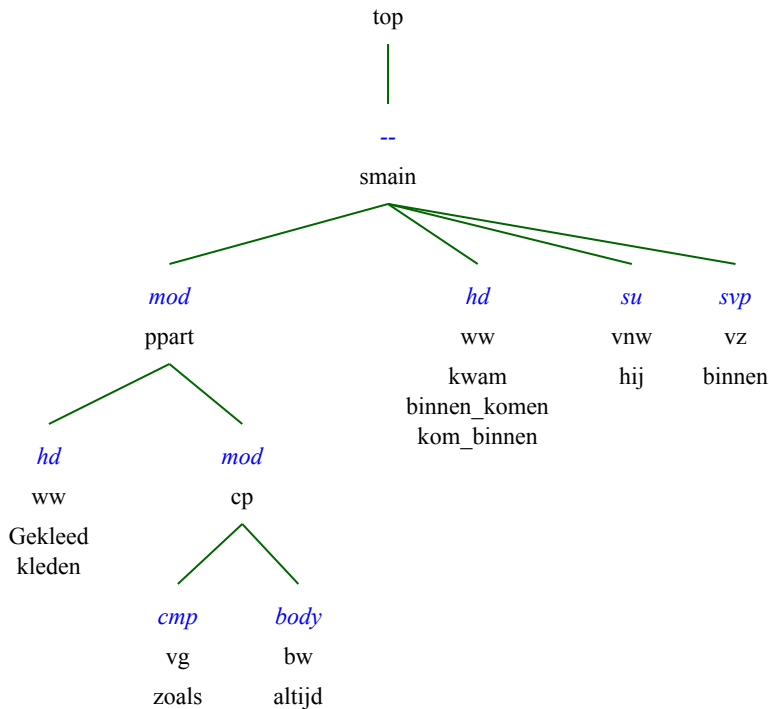 top
--
smain
mod hd su svp
ppart ww vnw vz
kwam hij binnen
binnen_komen
kom_binnen
hd mod
ww cp
Gekleed
kleden
cmp body
vg bw
zoals altijd